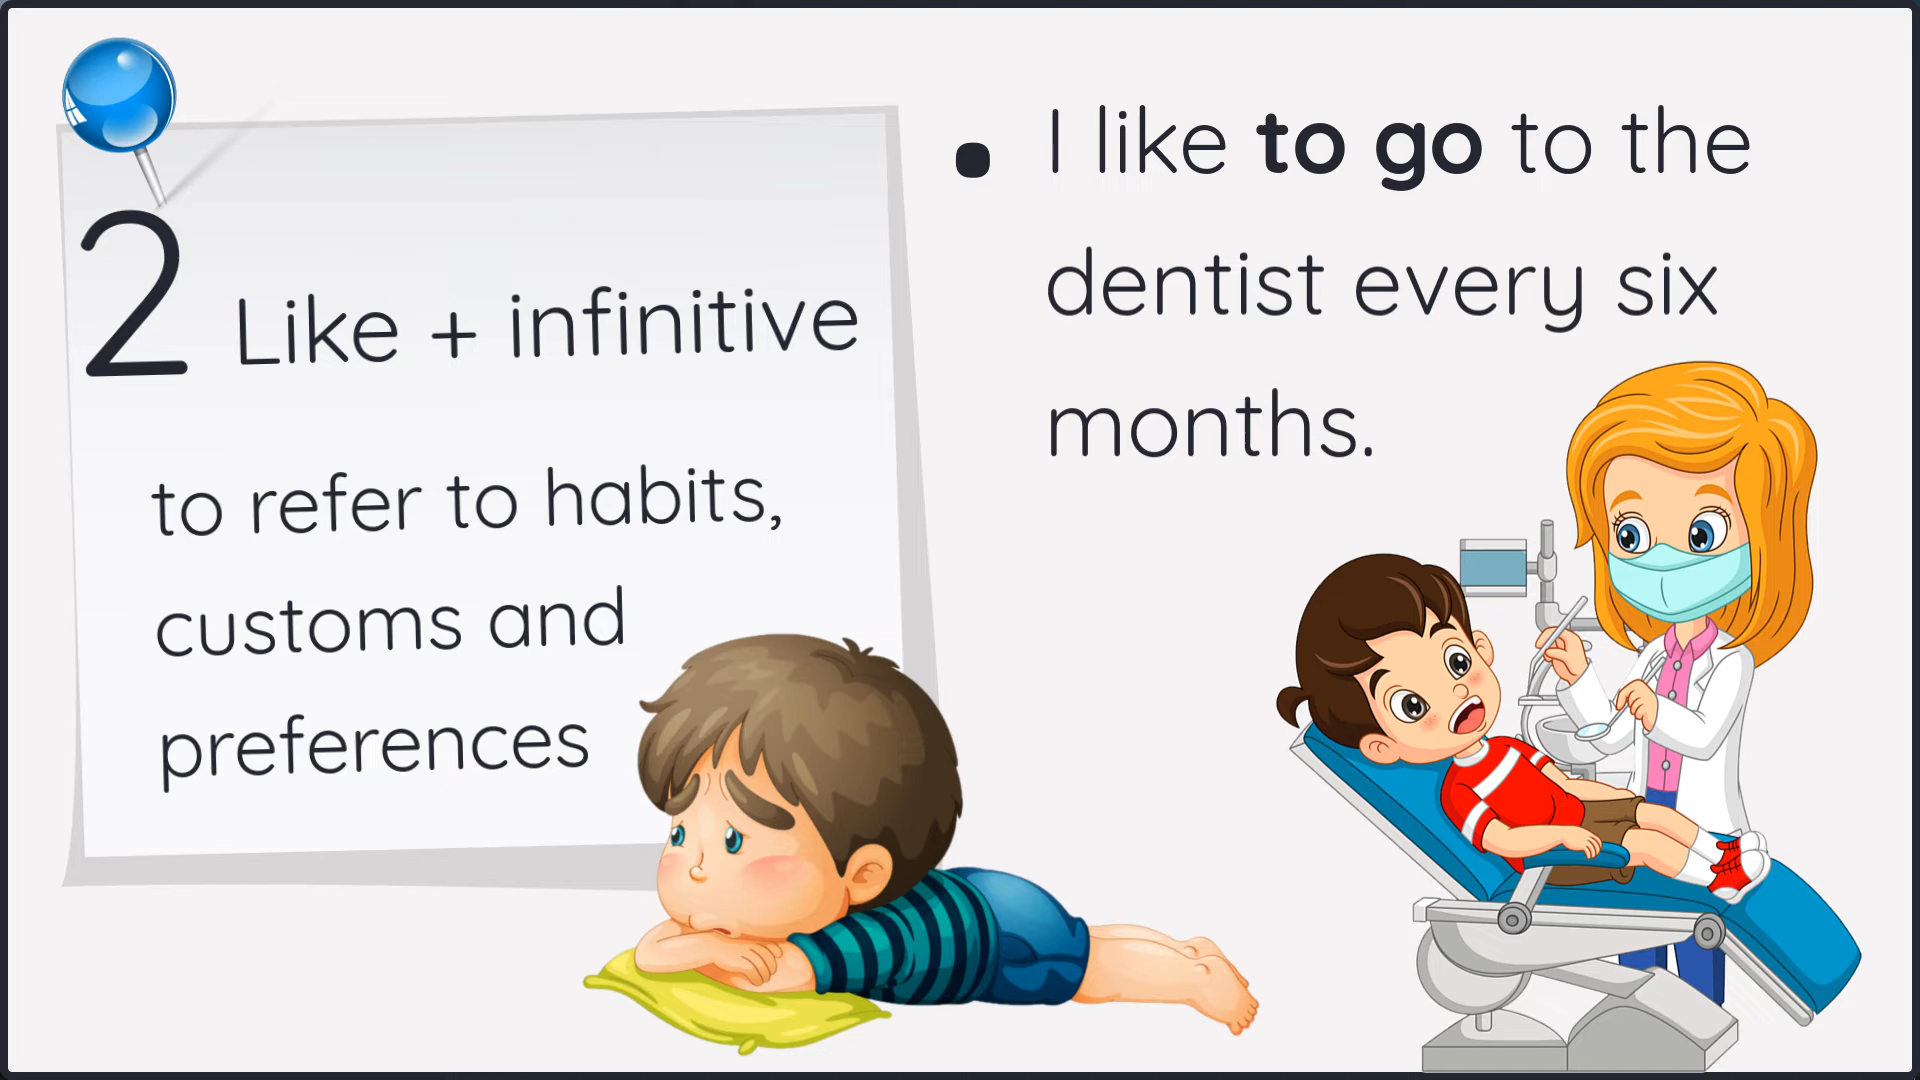 2 Like + infinitive
to refer to habits,
customs and
preferences
I like to go to the
dentist every six
months.